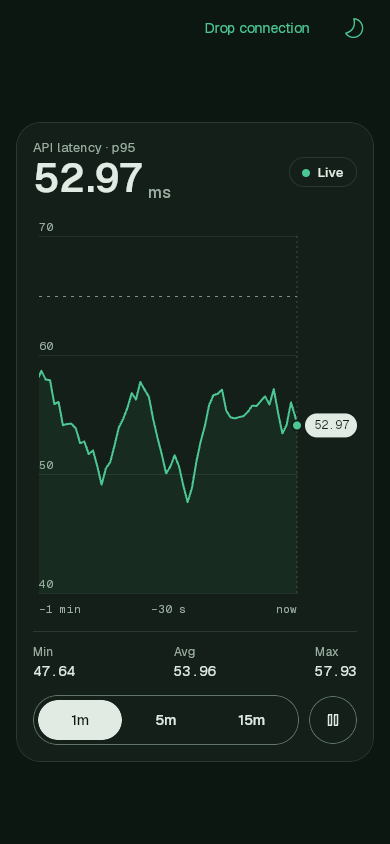 Drop connection
API latency · p95
52.97 ms
Live
70
60
50
40
52.97
−1 min −30 s now
Min Avg Max
47.64 53.96 57.93
1m 5m 15m